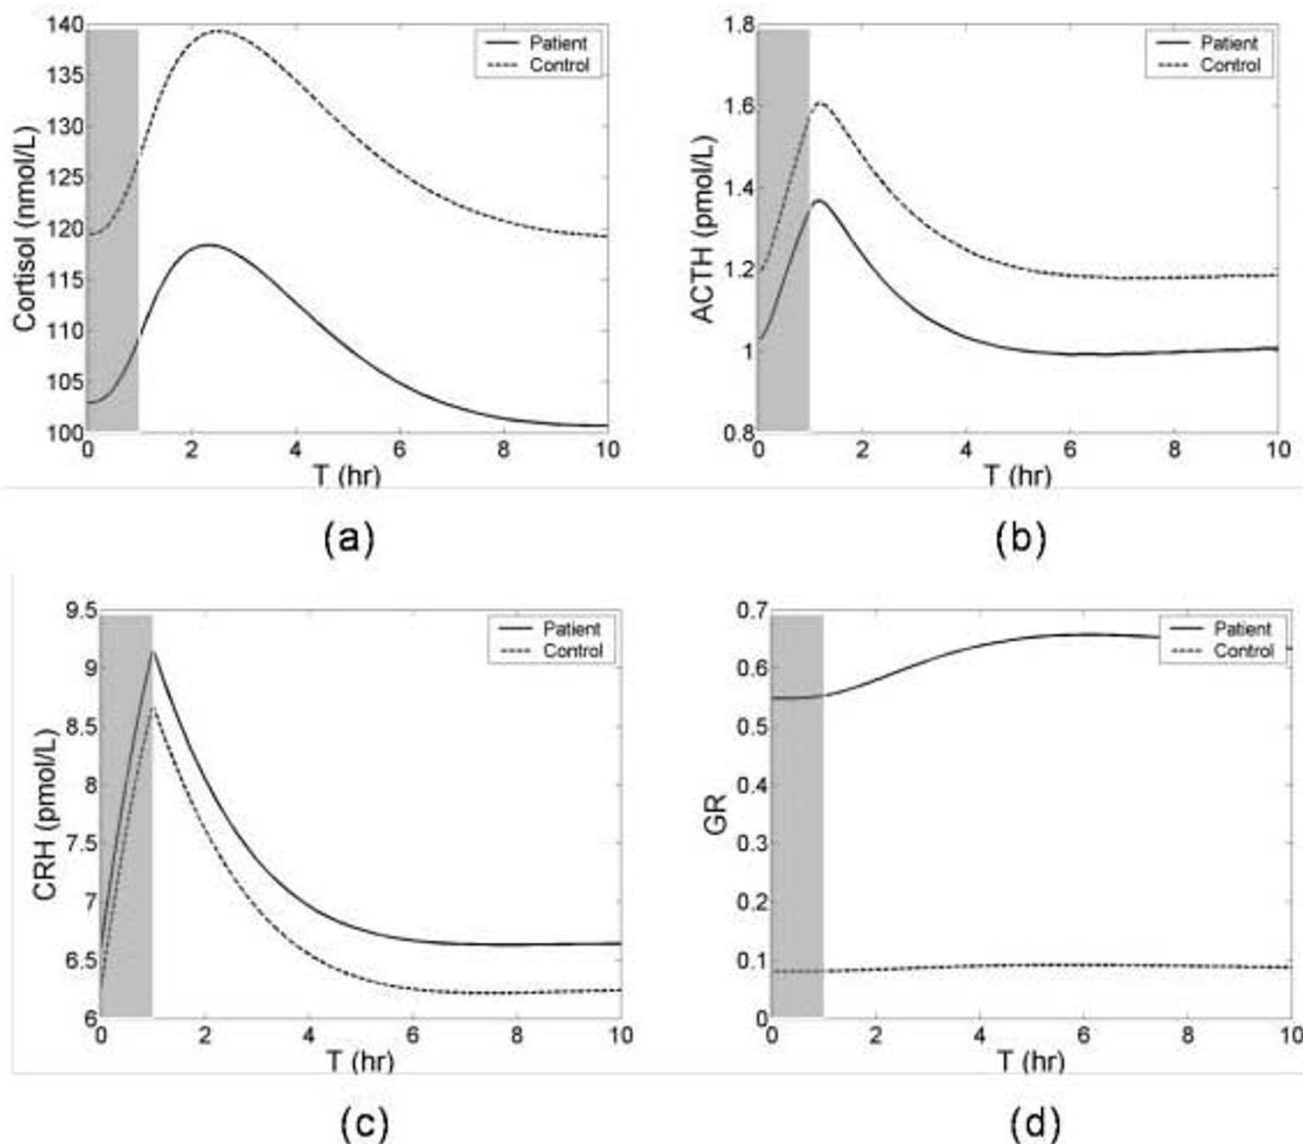 140
135
130
125
120
115
110
105
100
Cortisol (nmol/L)
Patient
Control
0 2 4 6 8 10
T (hr)
(a)
1.8
1.6
1.4
1.2
1
0.8
ACTH (pmol/L)
Patient
Control
0 2 4 6 8 10
T (hr)
(b)
9.5
9
8.5
8
7.5
7
6.5
6
CRH (pmol/L)
Patient
Control
0 2 4 6 8 10
T (hr)
(c)
0.7
0.6
0.5
0.4
0.3
0.2
0.1
0
GR
Patient
Control
0 2 4 6 8 10
T (hr)
(d)